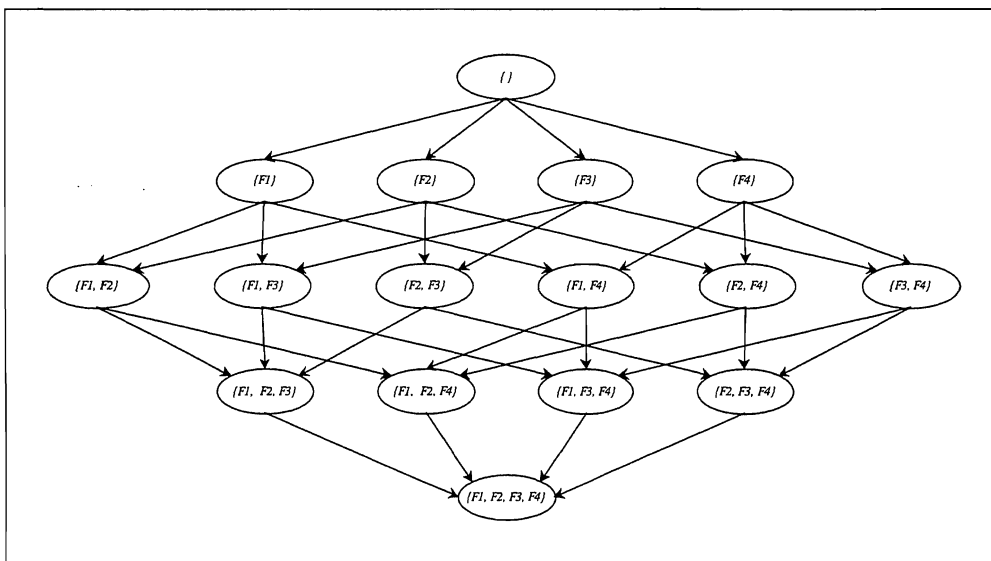 { }
{F1} {F2} {F3} {F4}
{F1, F2} {F1, F3} {F2, F3} {F1, F4} {F2, F4} {F3, F4}
{F1, F2, F3} {F1, F2, F4} {F1, F3, F4} {F2, F3, F4}
{F1, F2, F3, F4}